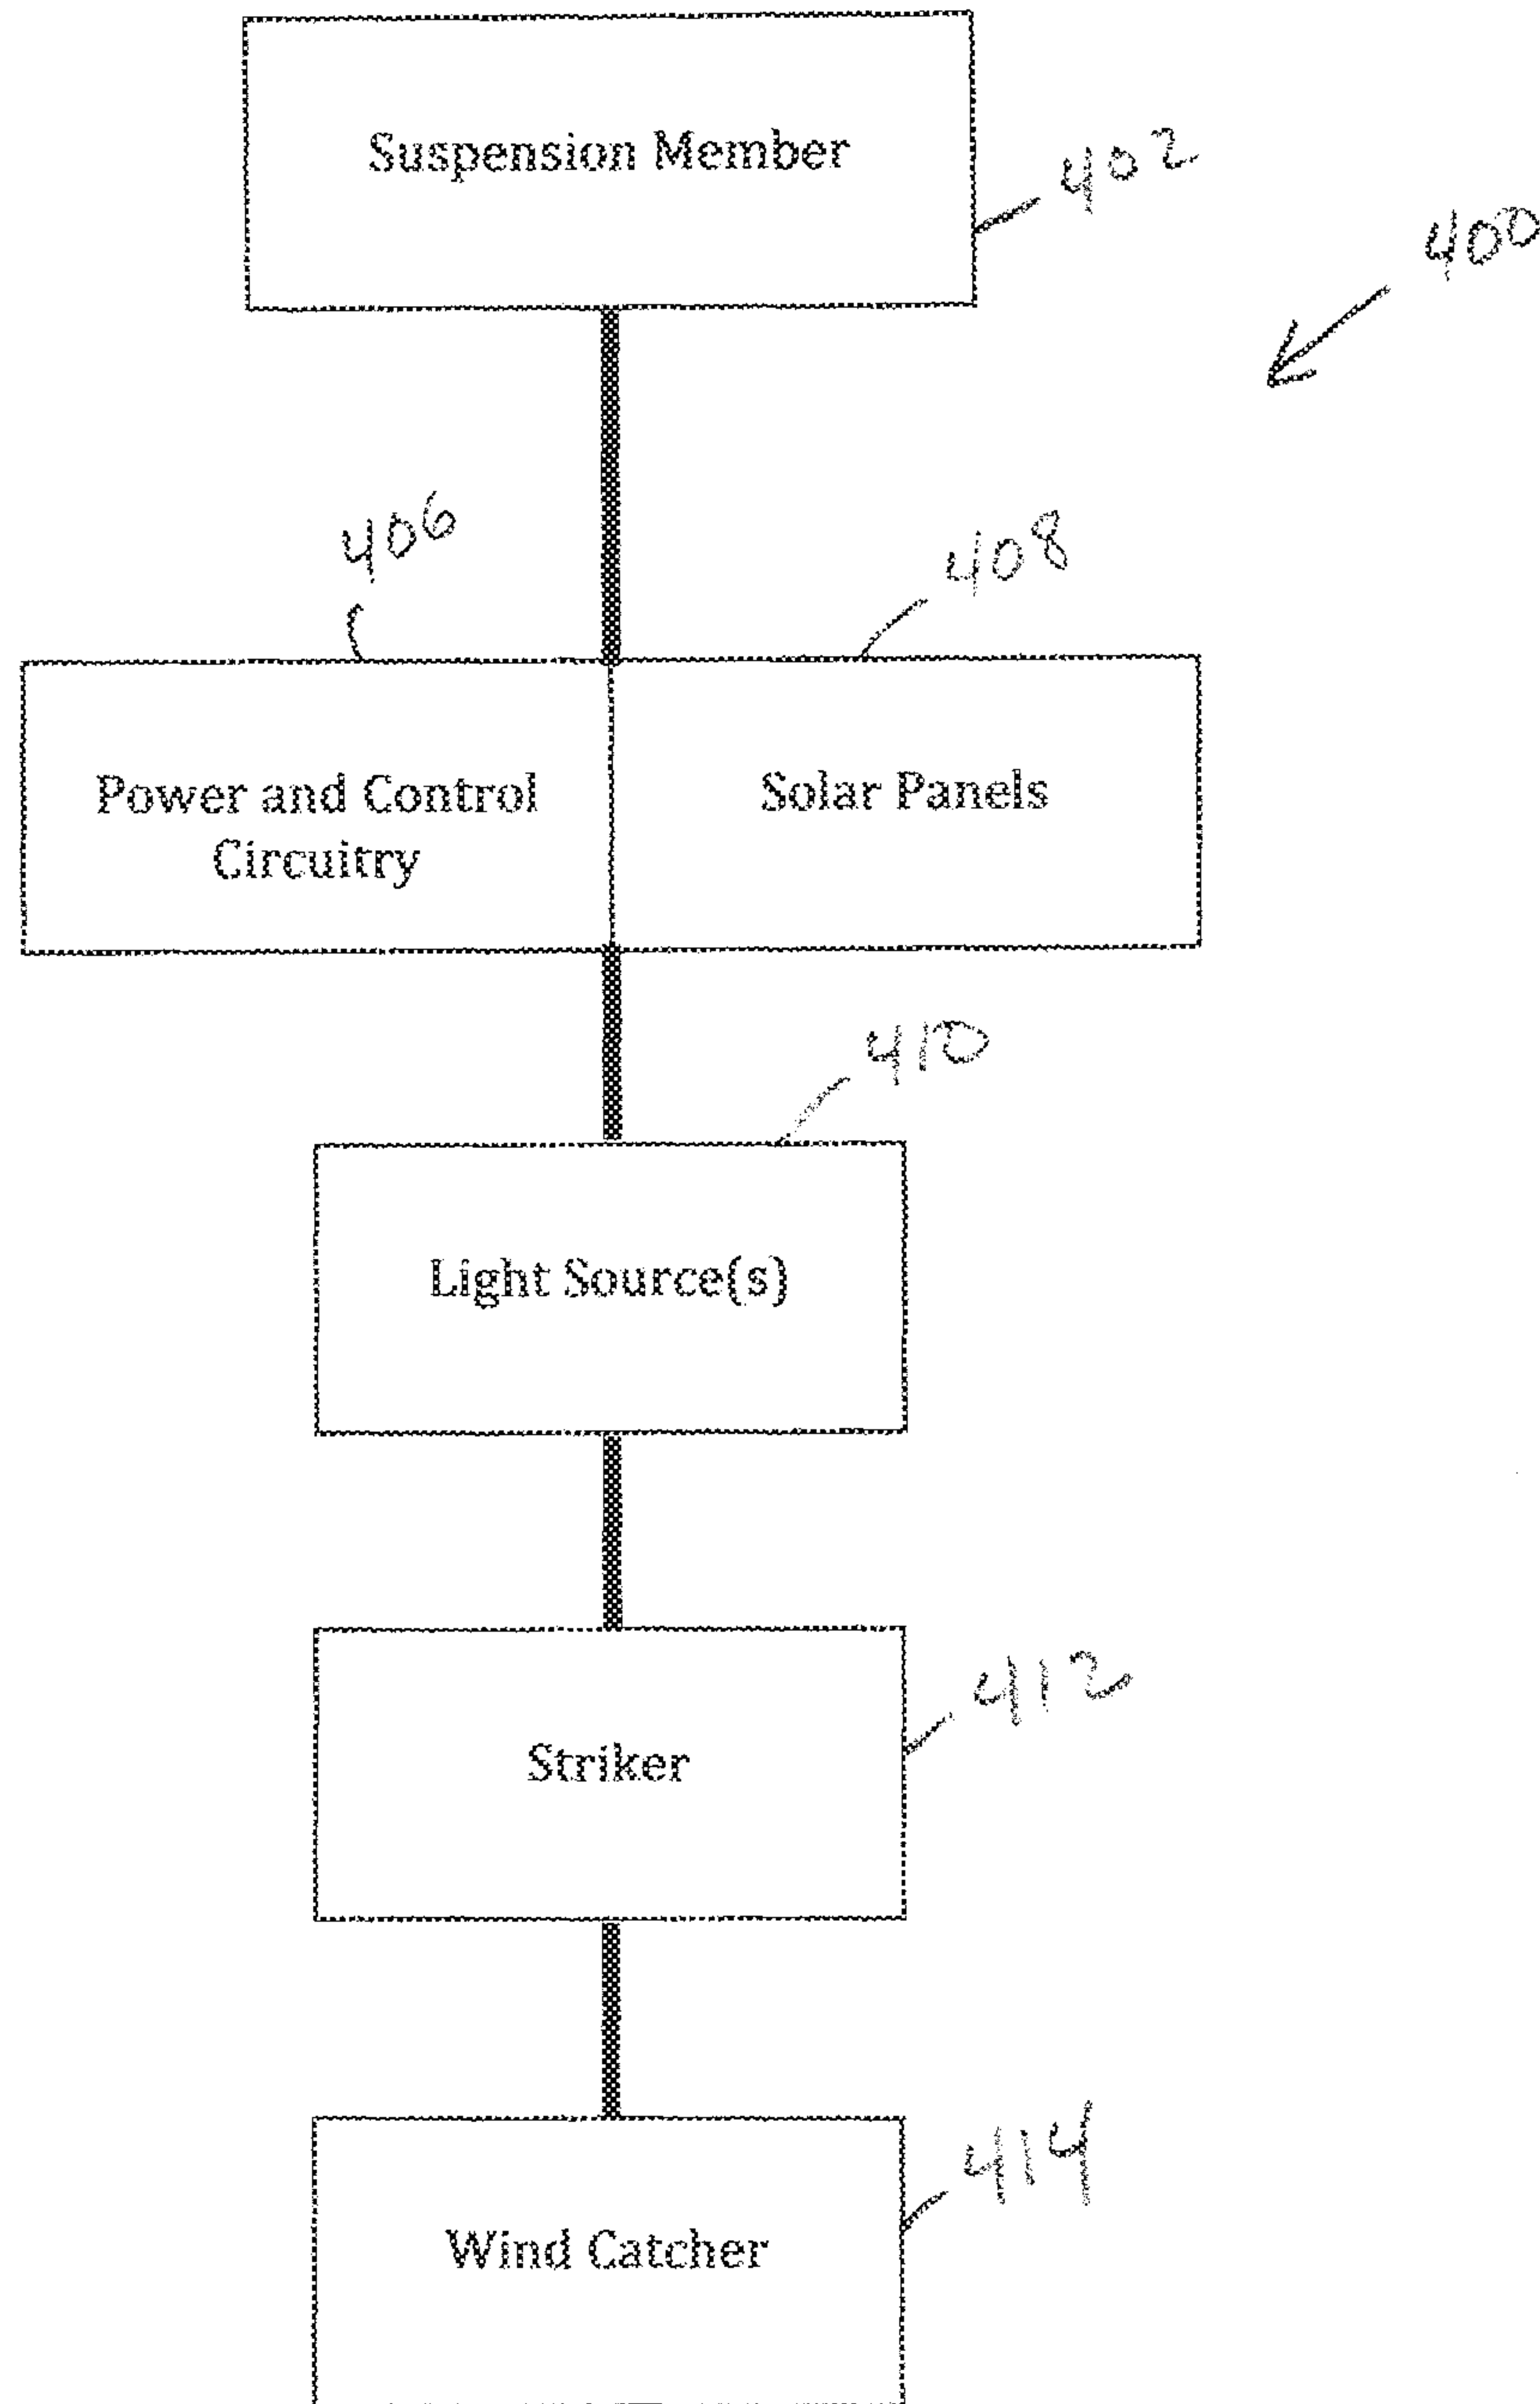 Suspension Member
402
400
406
408
Power and Control
Circuitry
Solar Panels
410
Light Source(s)
Striker
412
414
Wind Catcher